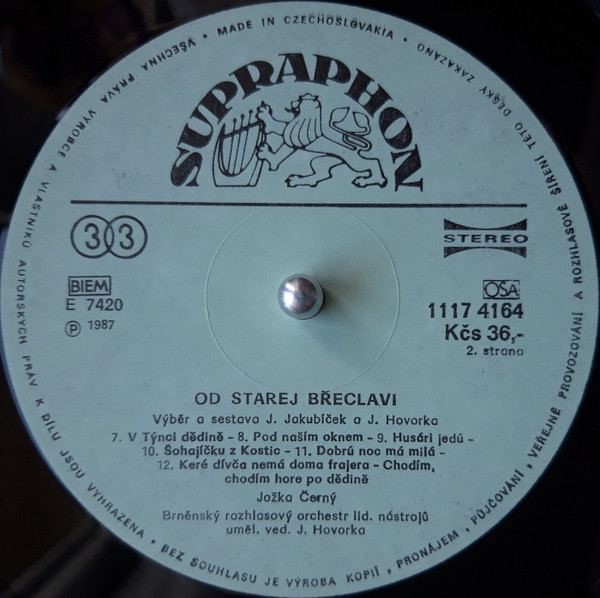 VŠECHNA PRÁVA VÝROBCE A VLASTNÍKŮ AUTORSKÝCH PRÁV K DÍLU JSOU VYHRAZENA • BEZ SOUHLASU JE VÝROBA KOPIÍ, PRONÁJEM, PŮJČOVÁNÍ, VEŘEJNÉ PROVOZOVÁNÍ A ROZHLASOVÉ ŠÍŘENÍ TÉTO DESKY ZAKÁZÁNO • MADE IN CZECHOSLOVAKIA •
SUPRAPHON
33
STEREO
BIEM
E 7420
Ⓟ 1987
OSA
1117 4164
Kčs 36,-
2. strana
OD STAREJ BŘECLAVI
Výběr a sestava J. Jakubíček a J. Hovorka
7. V Týnci dědině – 8. Pod naším oknem – 9. Husári jedú –
10. Šohajíčku z Kostic – 11. Dobrú noc má milá –
12. Keré dívča nemá doma frajera – Chodím,
chodím hore po dědině
Jožka Černý
Brněnský rozhlasový orchestr lid. nástrojů
uměl. ved. J. Hovorka